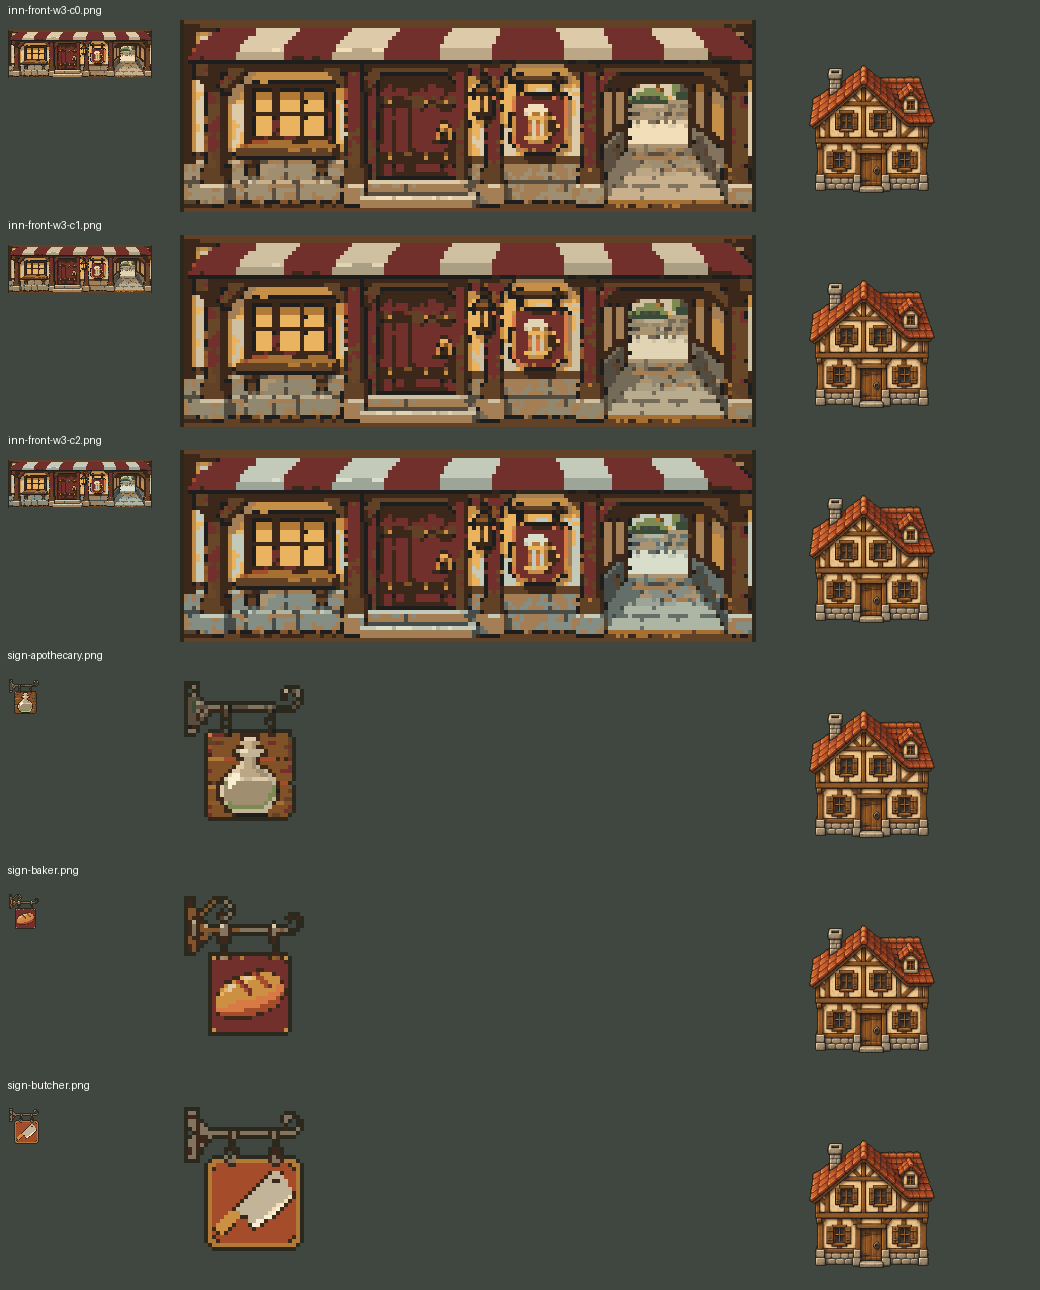 inn-front-w3-c0.png
inn-front-w3-c1.png
inn-front-w3-c2.png
sign-apothecary.png
sign-baker.png
sign-butcher.png